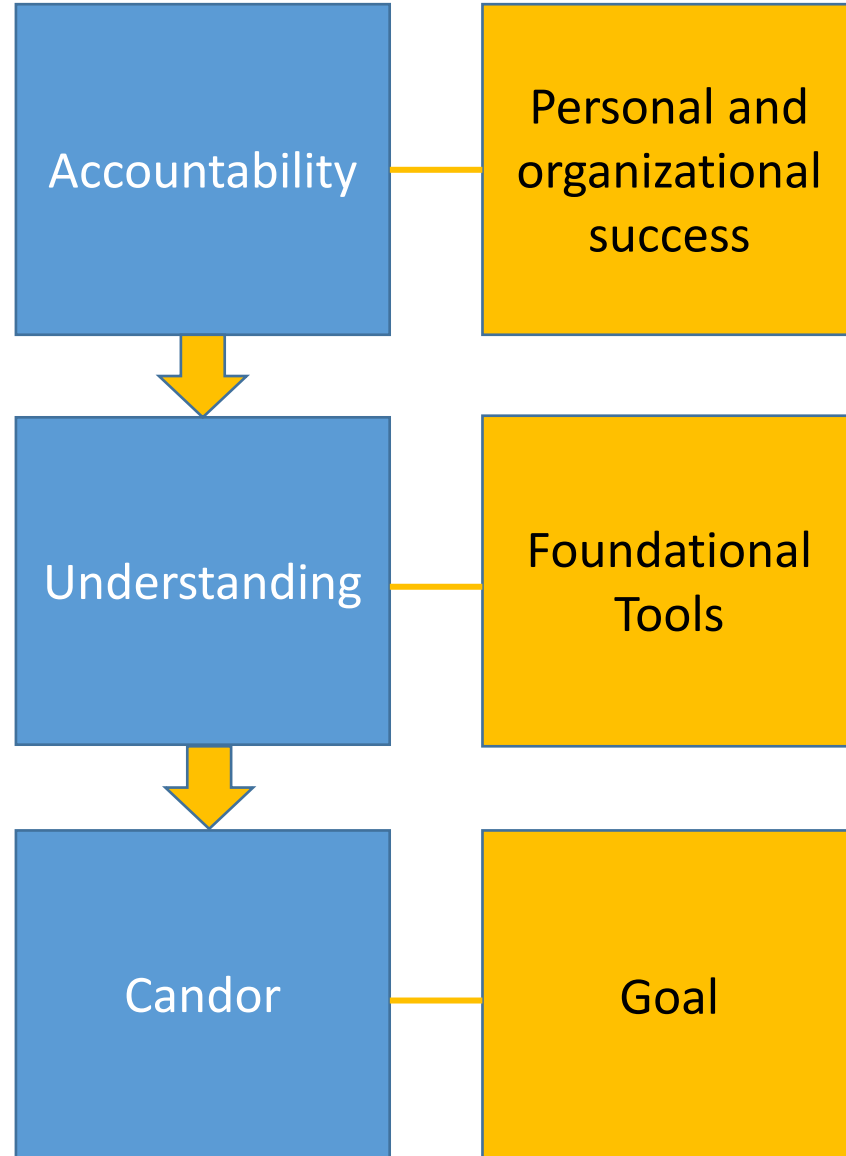 Accountability
Personal and
organizational
success
Understanding
Foundational
Tools
Candor
Goal